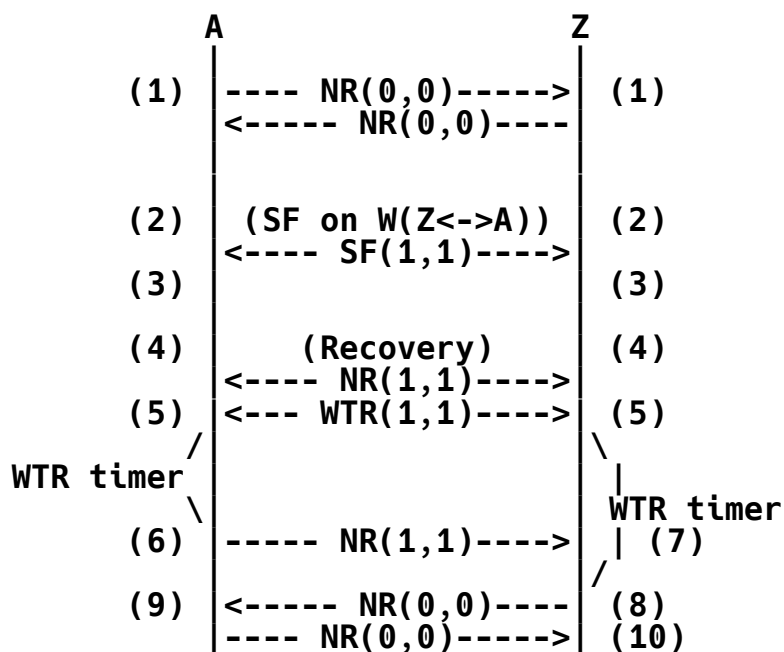 A Z
(1) |---- NR(0,0)----->| (1)
|<----- NR(0,0)----|
(2) | (SF on W(Z<->A)) | (2)
|<---- SF(1,1)---->|
(3) | | (3)
(4) | (Recovery) | (4)
|<---- NR(1,1)---->|
(5) |<--- WTR(1,1)---->| (5)
/| |\
WTR timer | | |
\| | WTR timer
(6) |----- NR(1,1)---->| | (7)
| |/
(9) |<----- NR(0,0)----| (8)
|---- NR(0,0)----->| (10)